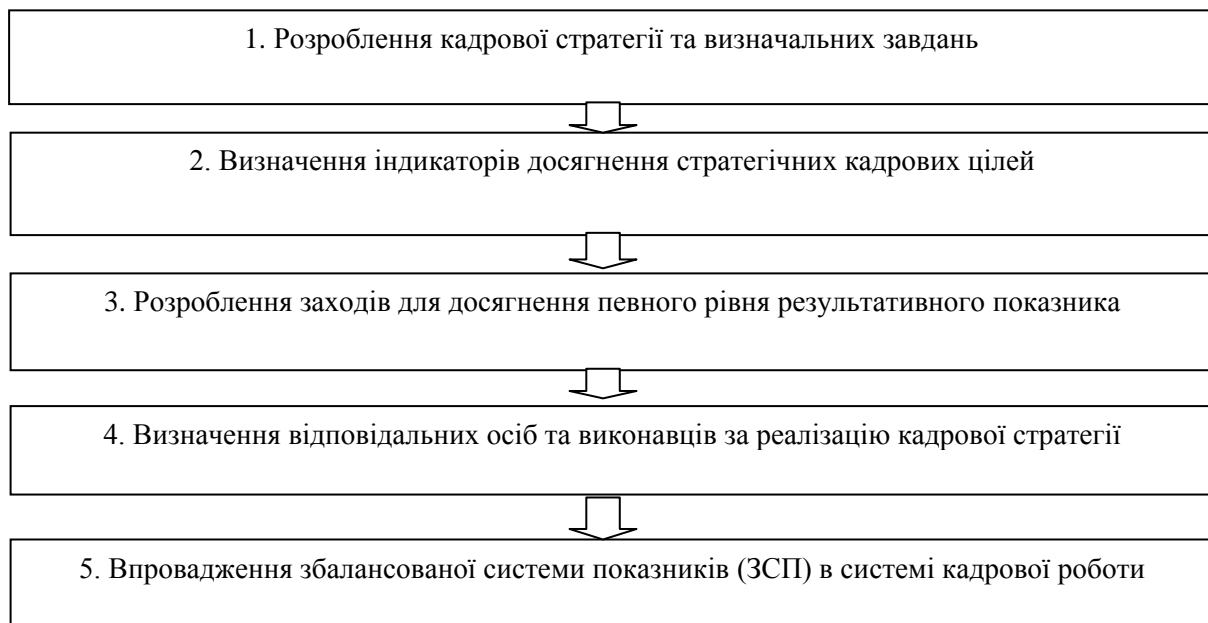 1. Розроблення кадрової стратегії та визначальних завдань
2. Визначення індикаторів досягнення стратегічних кадрових цілей
3. Розроблення заходів для досягнення певного рівня результативного показника
4. Визначення відповідальних осіб та виконавців за реалізацію кадрової стратегії
5. Впровадження збалансованої системи показників (ЗСП) в системі кадрової роботи